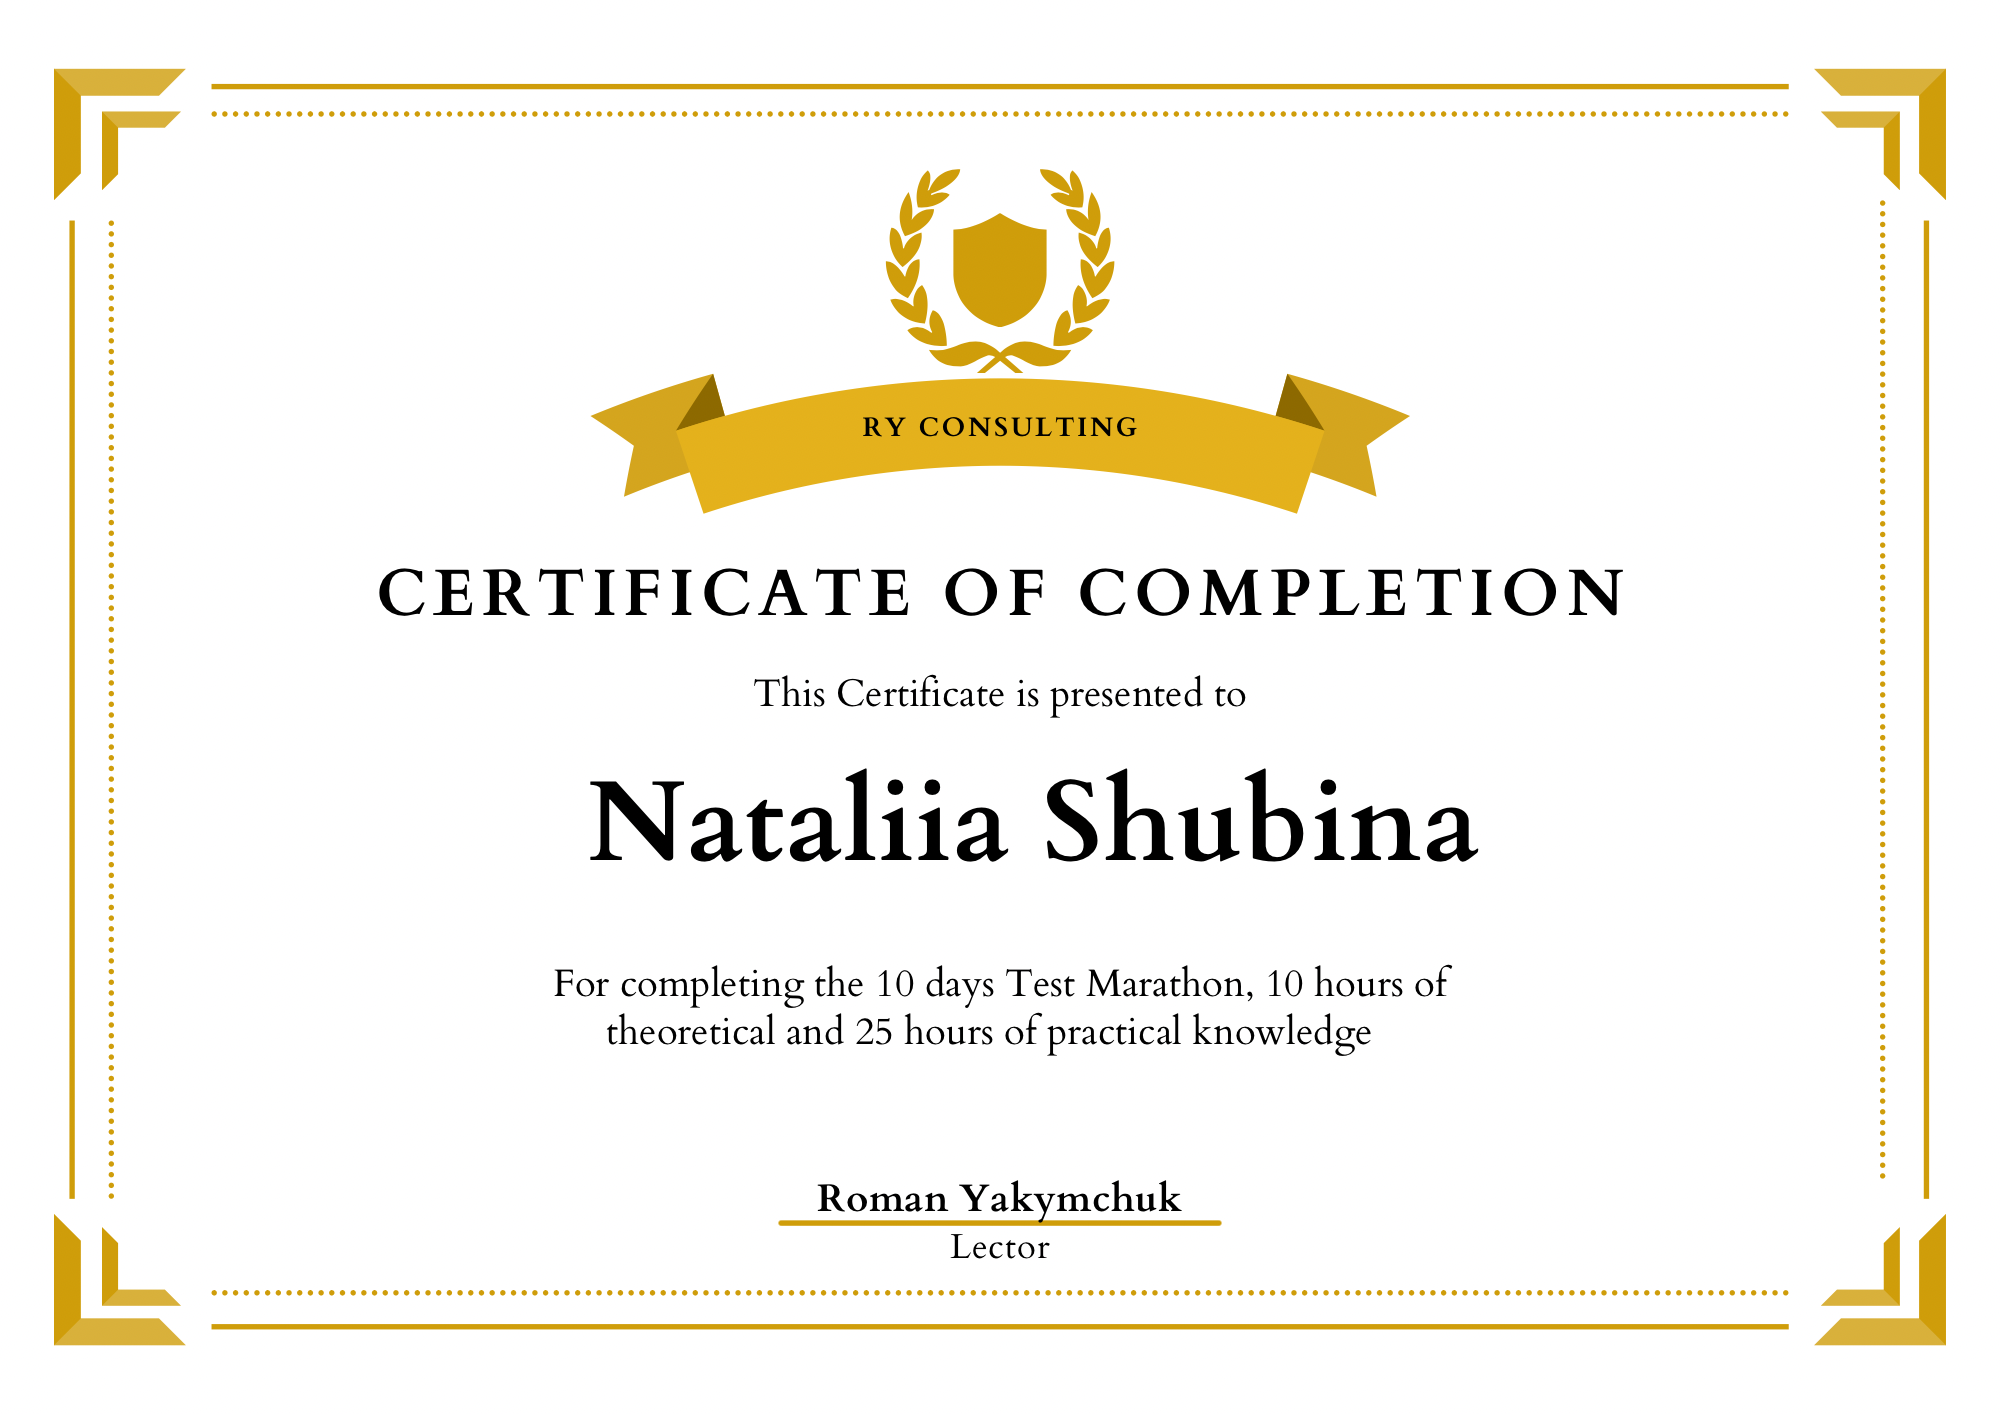 RY CONSULTING
CERTIFICATE OF COMPLETION
This Certificate is presented to
Nataliia Shubina
For completing the 10 days Test Marathon, 10 hours of
theoretical and 25 hours of practical knowledge
Roman Yakymchuk
Lector